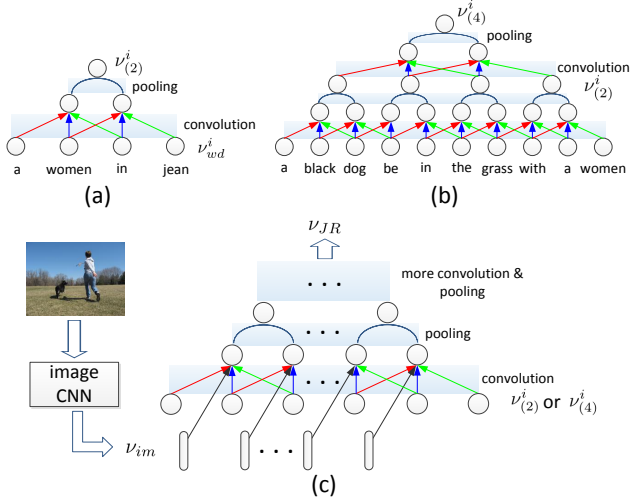 ν^i_(2)
pooling
convolution
ν^i_wd
a women in jean
(a)
ν^i_(4)
pooling
convolution
ν^i_(2)
convolution
a black dog be in the grass with a women
(b)
ν_JR
. . .
more convolution &
pooling
. . .
pooling
image
CNN
. . .
convolution
ν^i_(2) or ν^i_(4)
ν_im
. . .
(c)